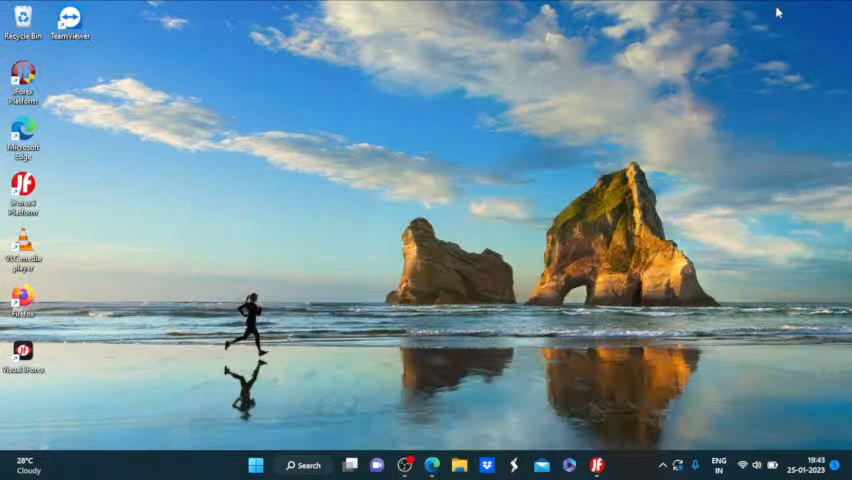 Recycle Bin
TeamViewer
JForex
Platform
Microsoft
Edge
JForex4
Platform
VLC media
player
Firefox
Visual JForex
28°C
Cloudy
Search
ENG
IN
19:43
25-01-2023